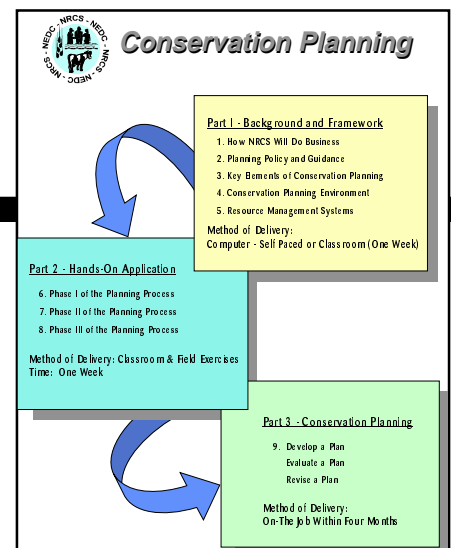 NEDC - NRCS - NEDC - NRCS - NEDC - NRCS -
Conservation Planning
Part I - Background and Framework
1. How NRCS Will Do Business
2. Planning Policy and Guidance
3. Key Elements of Conservation Planning
4. Conservation Planning Environment
5. Resource Management Systems
Method of Delivery:
Computer - Self Paced or Classroom (One Week)
Part 2 - Hands-On Application
6. Phase I of the Planning Process
7. Phase II of the Planning Process
8. Phase III of the Planning Process
Method of Delivery: Classroom & Field Exercises
Time: One Week
Part 3 - Conservation Planning
9. Develop a Plan
Evaluate a Plan
Revise a Plan
Method of Delivery:
On-The Job Within Four Months